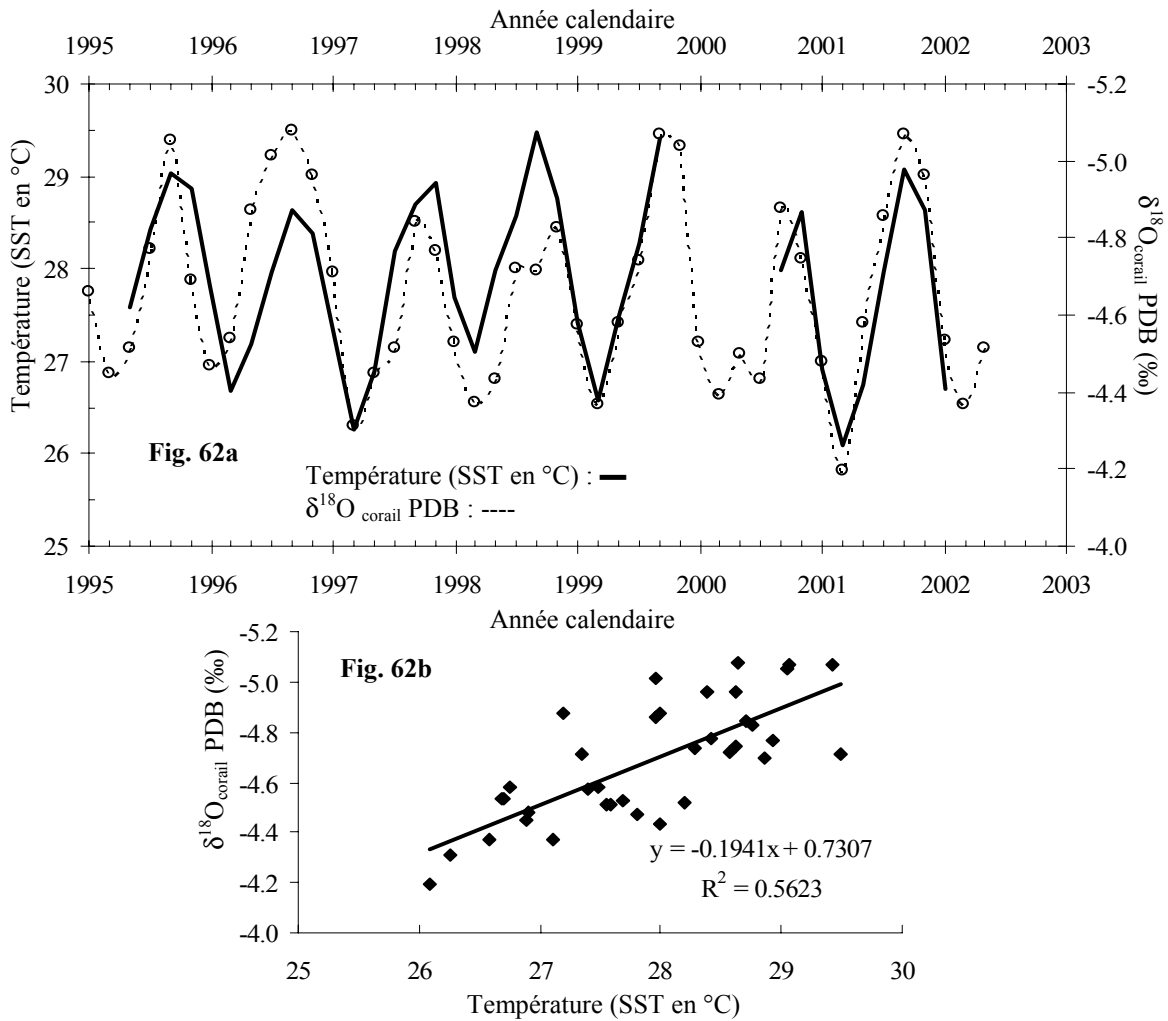 Année calendaire
1995 1996 1997 1998 1999 2000 2001 2002 2003
30 -5.2
29 -5.0
28 -4.8
27 -4.6
26 -4.4
25 -4.2
-4.0
Température (SST en °C)
δ18Ocorail PDB (‰)
Fig. 62a
Température (SST en °C) :
δ18O corail PDB : ----
1995 1996 1997 1998 1999 2000 2001 2002 2003
Année calendaire
Fig. 62b
δ18Ocorail PDB (‰)
-5.2
-5.0
-4.8
-4.6
-4.4
-4.2
-4.0
y = -0.1941x + 0.7307
R2 = 0.5623
25 26 27 28 29 30
Température (SST en °C)